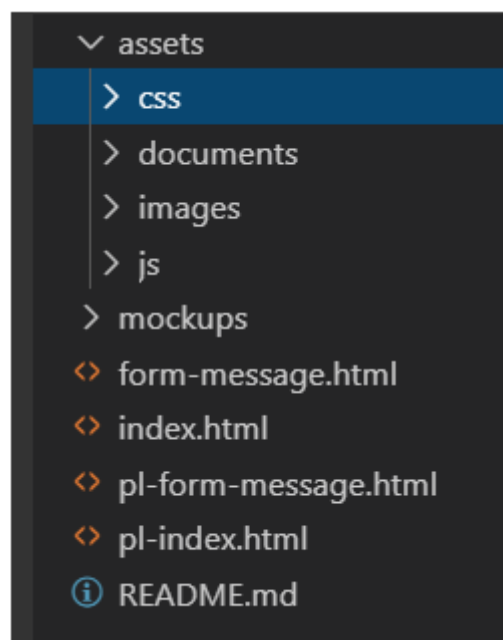 assets
css
documents
images
js
mockups
form-message.html
index.html
pl-form-message.html
pl-index.html
README.md